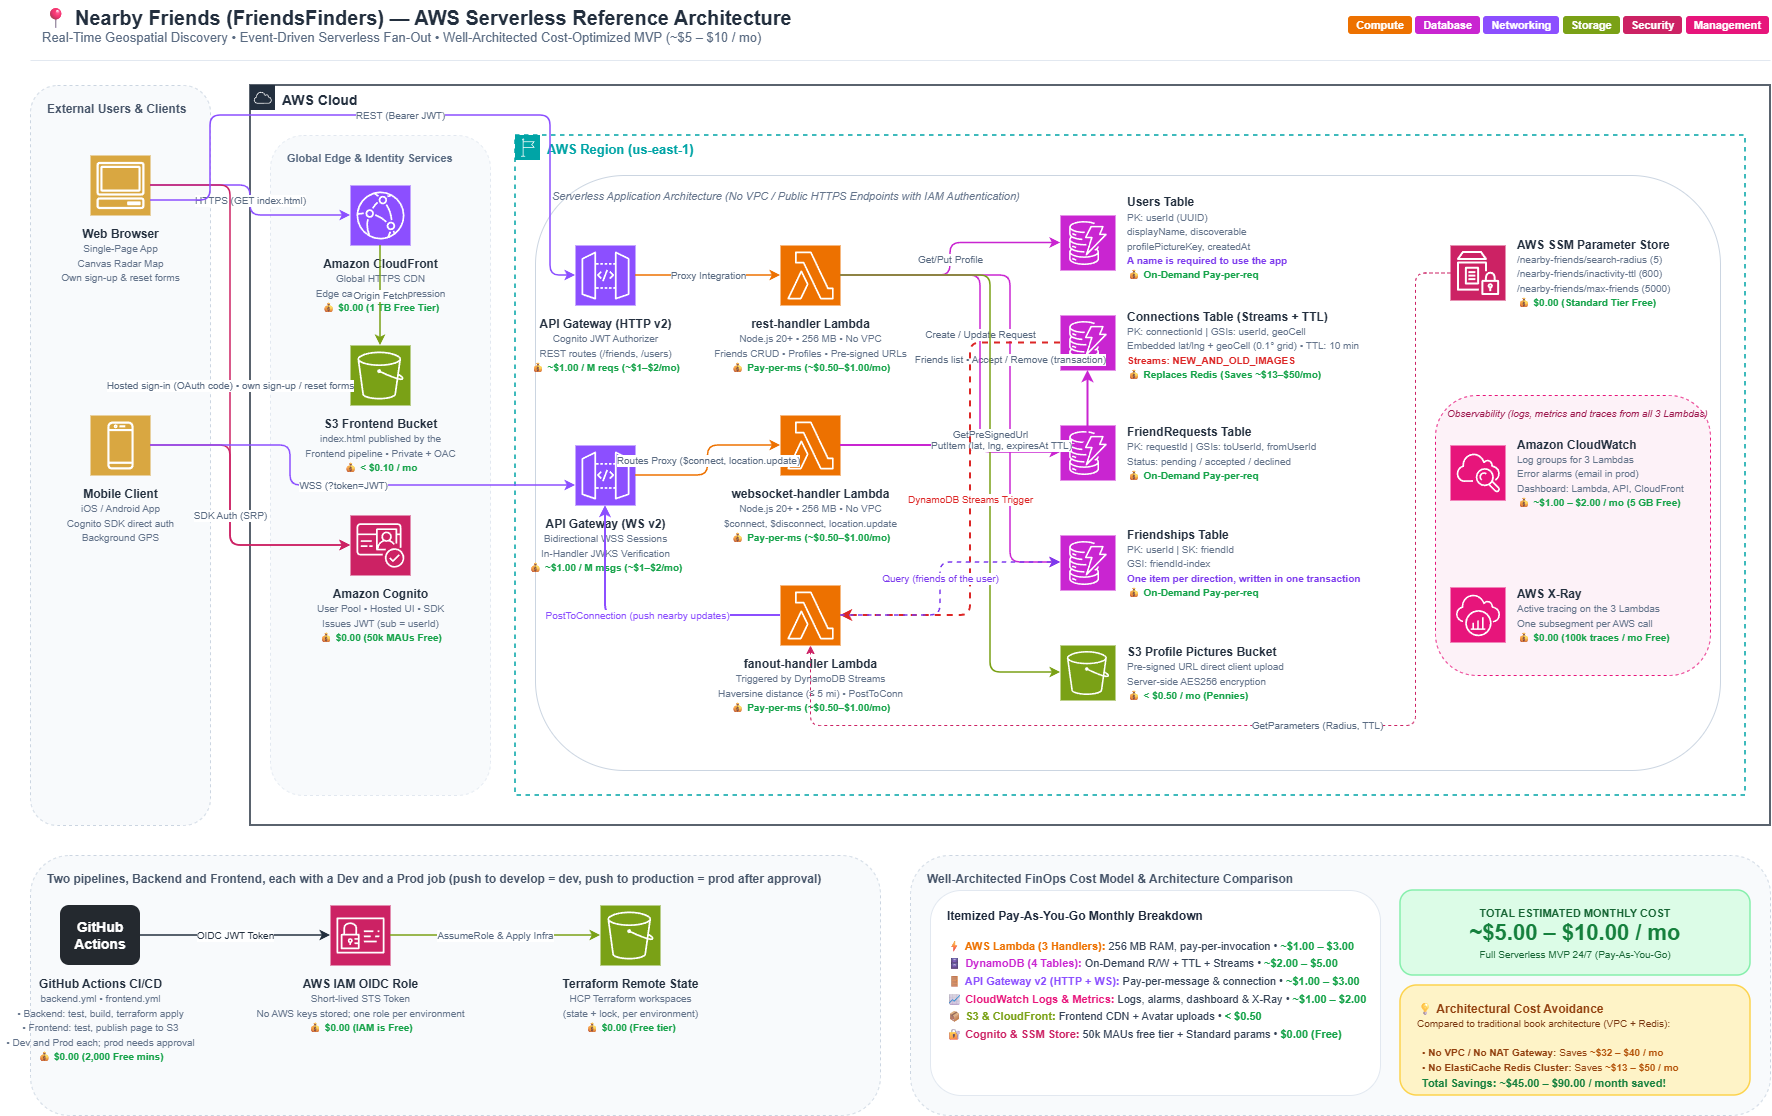 📍 Nearby Friends (FriendsFinders) — AWS Serverless Reference Architecture
Real-Time Geospatial Discovery • Event-Driven Serverless Fan-Out • Well-Architected Cost-Optimized MVP (~$5 – $10 / mo)
Compute
Database
Networking
Storage
Security
Management
External Users & Clients
Web Browser
Single-Page App
Canvas Radar Map
Own sign-up & reset forms
Mobile Client
iOS / Android App
Cognito SDK direct auth
Background GPS
AWS Cloud
REST (Bearer JWT)
HTTPS (GET index.html)
Hosted sign-in (OAuth code) • own sign-up / reset forms
WSS (?token=JWT)
SDK Auth (SRP)
Global Edge & Identity Services
Amazon CloudFront
Global HTTPS CDN
Edge ca
pression
Origin Fetch
💰 $0.00 (1 TB Free Tier)
S3 Frontend Bucket
index.html published by the
Frontend pipeline • Private + OAC
💰 < $0.10 / mo
Amazon Cognito
User Pool • Hosted UI • SDK
Issues JWT (sub = userId)
💰 $0.00 (50k MAUs Free)
AWS Region (us-east-1)
Serverless Application Architecture (No VPC / Public HTTPS Endpoints with IAM Authentication)
API Gateway (HTTP v2)
Cognito JWT Authorizer
REST routes (/friends, /users)
💰 ~$1.00 / M reqs (~$1–$2/mo)
Proxy Integration
rest-handler Lambda
Node.js 20+ • 256 MB • No VPC
Friends CRUD • Profiles • Pre-signed URLs
💰 Pay-per-ms (~$0.50–$1.00/mo)
API Gateway (WS v2)
Bidirectional WSS Sessions
In-Handler JWKS Verification
💰 ~$1.00 / M msgs (~$1–$2/mo)
Routes Proxy ($connect, location.update)
websocket-handler Lambda
Node.js 20+ • 256 MB • No VPC
$connect, $disconnect, location.update
💰 Pay-per-ms (~$0.50–$1.00/mo)
PostToConnection (push nearby updates)
fanout-handler Lambda
Triggered by DynamoDB Streams
Haversine distance (≤ 5 mi) • PostToConn
💰 Pay-per-ms (~$0.50–$1.00/mo)
Get/Put Profile
Create / Update Request
Friends list • Accept / Remove (transaction)
GetPreSignedUrl
PutItem (lat, lng, expiresAt TTL)
DynamoDB Streams Trigger
Query (friends of the user)
GetParameters (Radius, TTL)
Users Table
PK: userId (UUID)
displayName, discoverable
profilePictureKey, createdAt
A name is required to use the app
💰 On-Demand Pay-per-req
Connections Table (Streams + TTL)
PK: connectionId | GSIs: userId, geoCell
Embedded lat/lng + geoCell (0.1° grid) • TTL: 10 min
Streams: NEW_AND_OLD_IMAGES
💰 Replaces Redis (Saves ~$13–$50/mo)
FriendRequests Table
PK: requestId | GSIs: toUserId, fromUserId
Status: pending / accepted / declined
💰 On-Demand Pay-per-req
Friendships Table
PK: userId | SK: friendId
GSI: friendId-index
One item per direction, written in one transaction
💰 On-Demand Pay-per-req
S3 Profile Pictures Bucket
Pre-signed URL direct client upload
Server-side AES256 encryption
💰 < $0.50 / mo (Pennies)
AWS SSM Parameter Store
/nearby-friends/search-radius (5)
/nearby-friends/inactivity-ttl (600)
/nearby-friends/max-friends (5000)
💰 $0.00 (Standard Tier Free)
Observability (logs, metrics and traces from all 3 Lambdas)
Amazon CloudWatch
Log groups for 3 Lambdas
Error alarms (email in prod)
Dashboard: Lambda, API, CloudFront
💰 ~$1.00 – $2.00 / mo (5 GB Free)
AWS X-Ray
Active tracing on the 3 Lambdas
One subsegment per AWS call
💰 $0.00 (100k traces / mo Free)
Two pipelines, Backend and Frontend, each with a Dev and a Prod job (push to develop = dev, push to production = prod after approval)
GitHub
Actions
OIDC JWT Token
AssumeRole & Apply Infra
GitHub Actions CI/CD
backend.yml • frontend.yml
• Backend: test, build, terraform apply
• Frontend: test, publish page to S3
• Dev and Prod each; prod needs approval
💰 $0.00 (2,000 Free mins)
AWS IAM OIDC Role
Short-lived STS Token
No AWS keys stored; one role per environment
💰 $0.00 (IAM is Free)
Terraform Remote State
HCP Terraform workspaces
(state + lock, per environment)
💰 $0.00 (Free tier)
Well-Architected FinOps Cost Model & Architecture Comparison
Itemized Pay-As-You-Go Monthly Breakdown
⚡ AWS Lambda (3 Handlers): 256 MB RAM, pay-per-invocation • ~$1.00 – $3.00
🗄️ DynamoDB (4 Tables): On-Demand R/W + TTL + Streams • ~$2.00 – $5.00
🚪 API Gateway v2 (HTTP + WS): Pay-per-message & connection • ~$1.00 – $3.00
📈 CloudWatch Logs & Metrics: Logs, alarms, dashboard & X-Ray • ~$1.00 – $2.00
📦 S3 & CloudFront: Frontend CDN + Avatar uploads • < $0.50
🔐 Cognito & SSM Store: 50k MAUs free tier + Standard params • $0.00 (Free)
TOTAL ESTIMATED MONTHLY COST
~$5.00 – $10.00 / mo
Full Serverless MVP 24/7 (Pay-As-You-Go)
💡 Architectural Cost Avoidance
Compared to traditional book architecture (VPC + Redis):
• No VPC / No NAT Gateway: Saves ~$32 – $40 / mo
• No ElastiCache Redis Cluster: Saves ~$13 – $50 / mo
Total Savings: ~$45.00 – $90.00 / month saved!